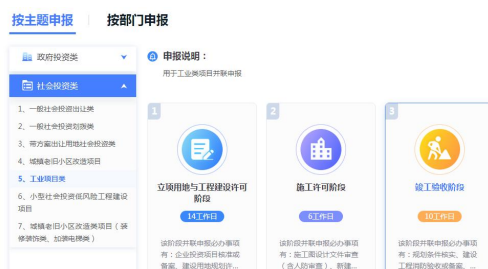 按主题申报 按部门申报
政府投资类
社会投资类
1、一般社会投资出让类
2、一般社会投资划拨类
3、带方案出让用地社会投资类
4、城镇老旧小区改造项目
5、工业项目类
6、小型社会投资低风险工程建设
项目
7、城镇老旧小区改造类项目（装
修装饰类、加装电梯类）
申报说明：
用于工业类项目并联申报
1
立项用地与工程建设许可
阶段
14工作日
该阶段并联申报必办事项
有：企业投资项目核准或
备案、建设用地规划许...
2
施工许可阶段
6工作日
该阶段并联申报必办事项
有：施工图设计文件审查
（含人防审查）、新建...
3
竣工验收阶段
10工作日
该阶段并联申报必办事项
有：规划条件核实、建设
工程消防验收或备案、...